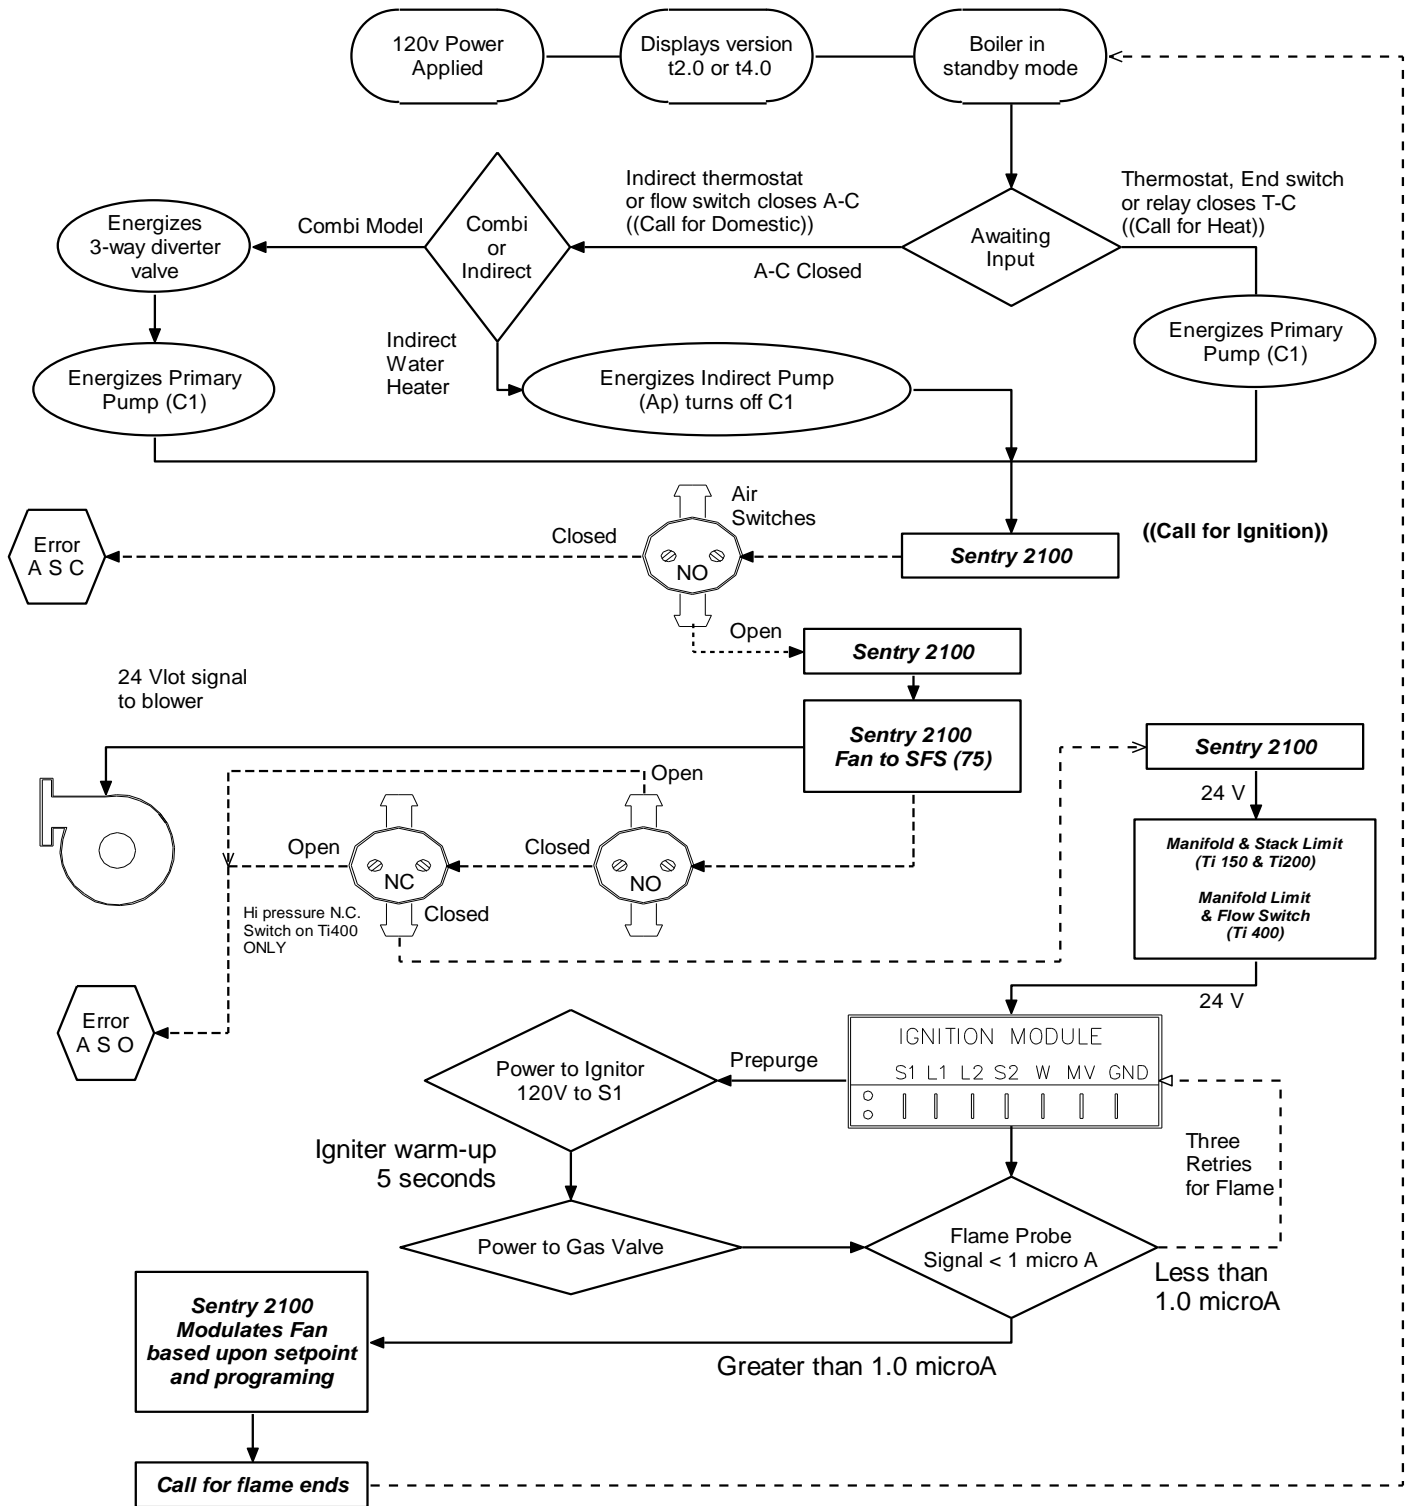 120v Power
Applied
Displays version
t2.0 or t4.0
Boiler in
standby mode
Indirect thermostat
or flow switch closes A-C
((Call for Domestic))
Thermostat, End switch
or relay closes T-C
((Call for Heat))
Energizes
3-way diverter
valve
Combi Model
Combi
or
Indirect
Awaiting
Input
A-C Closed
Indirect
Water
Heater
Energizes Primary
Pump (C1)
Energizes Primary
Pump (C1)
Energizes Indirect Pump
(Ap) turns off C1
Air
Switches
Closed
NO
Error
A S C
Sentry 2100
((Call for Ignition))
Open
Sentry 2100
24 Vlot signal
to blower
Sentry 2100
Fan to SFS (75)
Sentry 2100
Open
24 V
Open
NC
Closed
NO
Closed
Hi pressure N.C.
Switch on Ti400
ONLY
Manifold & Stack Limit
(Ti 150 & Ti200)
Manifold Limit
& Flow Switch
(Ti 400)
24 V
Error
A S O
Power to Ignitor
120V to S1
Prepurge
IGNITION MODULE
S1 L1 L2 S2 W MV GND
Igniter warm-up
5 seconds
Three
Retries
for Flame
Power to Gas Valve
Flame Probe
Signal < 1 micro A
Less than
1.0 microA
Sentry 2100
Modulates Fan
based upon setpoint
and programing
Greater than 1.0 microA
Call for flame ends